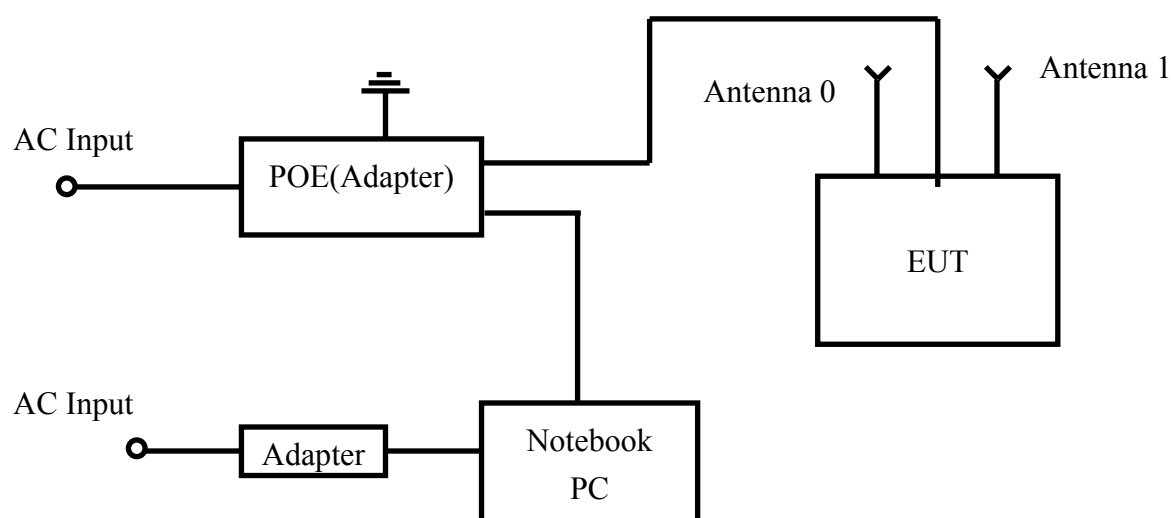 Antenna 0
Antenna 1
AC Input
POE(Adapter)
EUT
AC Input
Adapter
Notebook
PC